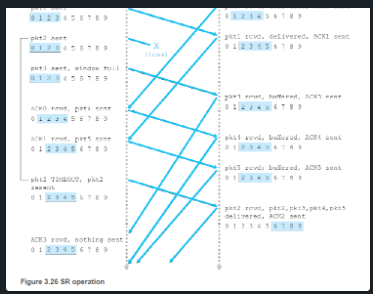 pkt1 sent
0 1 2 3 4 5 6 7 8 9
0 1 2 3 4 5 6 7 8 9
pkt1 rcvd, delivered, ACK1 sent
0 1 2 3 4 5 6 7 8 9
pkt2 sent
0 1 2 3 4 5 6 7 8 9
X
(loss)
pkt3 sent, window full
0 1 2 3 4 5 6 7 8 9
pkt3 rcvd, buffered, ACK3 sent
0 1 2 3 4 5 6 7 8 9
ACK0 rcvd, pkt4 sent
0 1 2 3 4 5 6 7 8 9
ACK1 rcvd, pkt5 sent
0 1 2 3 4 5 6 7 8 9
pkt4 rcvd, buffered, ACK4 sent
0 1 2 3 4 5 6 7 8 9
pkt5 rcvd; buffered, ACK5 sent
0 1 2 3 4 5 6 7 8 9
pkt2 TIMEOUT, pkt2
resent
0 1 2 3 4 5 6 7 8 9
pkt2 rcvd, pkt2,pkt3,pkt4,pkt5
delivered, ACK2 sent
0 1 2 3 4 5 6 7 8 9
ACK3 rcvd, nothing sent
0 1 2 3 4 5 6 7 8 9
Figure 3.26 SR operation